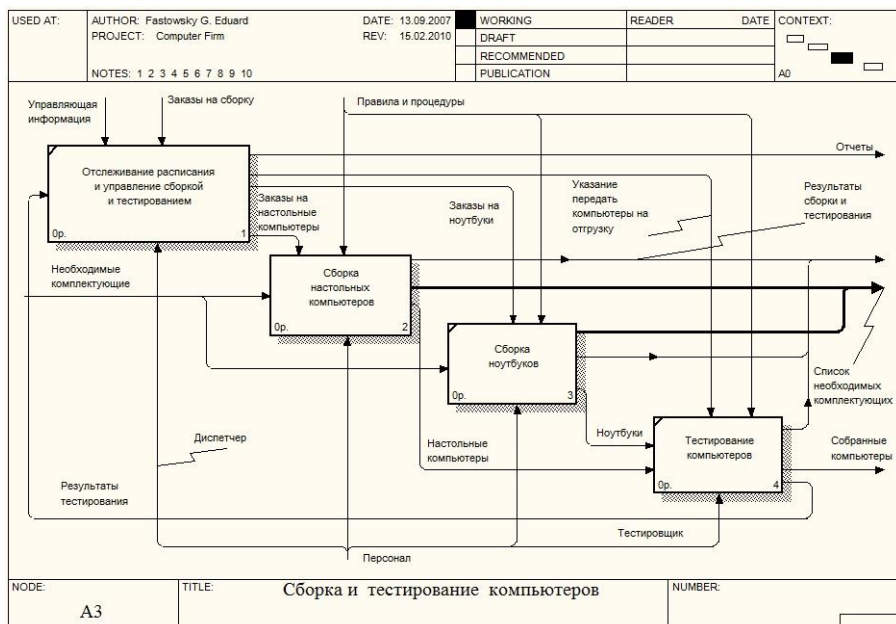 USED AT:
AUTHOR: Fastowsky G. Eduard
DATE: 13.09.2007
WORKING
READER
DATE
CONTEXT:
PROJECT: Computer Firm
REV: 15.02.2010
DRAFT
RECOMMENDED
NOTES: 1 2 3 4 5 6 7 8 9 10
PUBLICATION
A0
Управляющая
информация
Заказы на сборку
Правила и процедуры
Отчеты
Отслеживание расписания
и управление сборкой
и тестированием
0р.
1
Заказы на
настольные
компьютеры
Заказы на
ноутбуки
Указание
передать
компьютеры на
отгрузку
Результаты
сборки и
тестирования
Необходимые
комплектующие
Сборка
настольных
компьютеров
0р.
2
Сборка
ноутбуков
0р.
3
Список
необходимых
комплектующих
Диспетчер
Настольные
компьютеры
Ноутбуки
Тестирование
компьютеров
0р.
4
Собранные
компьютеры
Результаты
тестирования
Персонал
Тестировщик
NODE:
A3
TITLE:
Сборка и тестирование компьютеров
NUMBER: